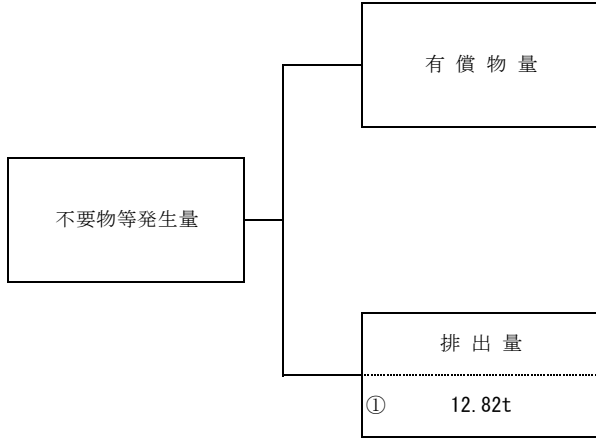 有 償 物 量
不要物等発生量
排 出 量
① 12.82t